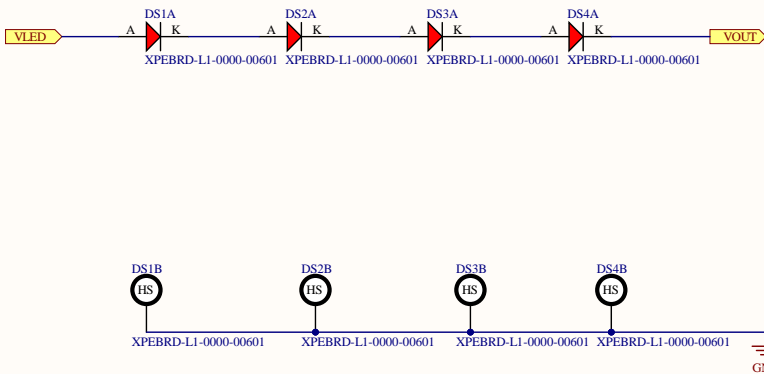 DS1A DS2A DS3A DS4A
VLED A K A K A K A K VOUT
XPEBRD-L1-0000-00601 XPEBRD-L1-0000-00601 XPEBRD-L1-0000-00601 XPEBRD-L1-0000-00601
DS1B DS2B DS3B DS4B
HS HS HS HS
XPEBRD-L1-0000-00601 XPEBRD-L1-0000-00601 XPEBRD-L1-0000-00601 XPEBRD-L1-0000-00601